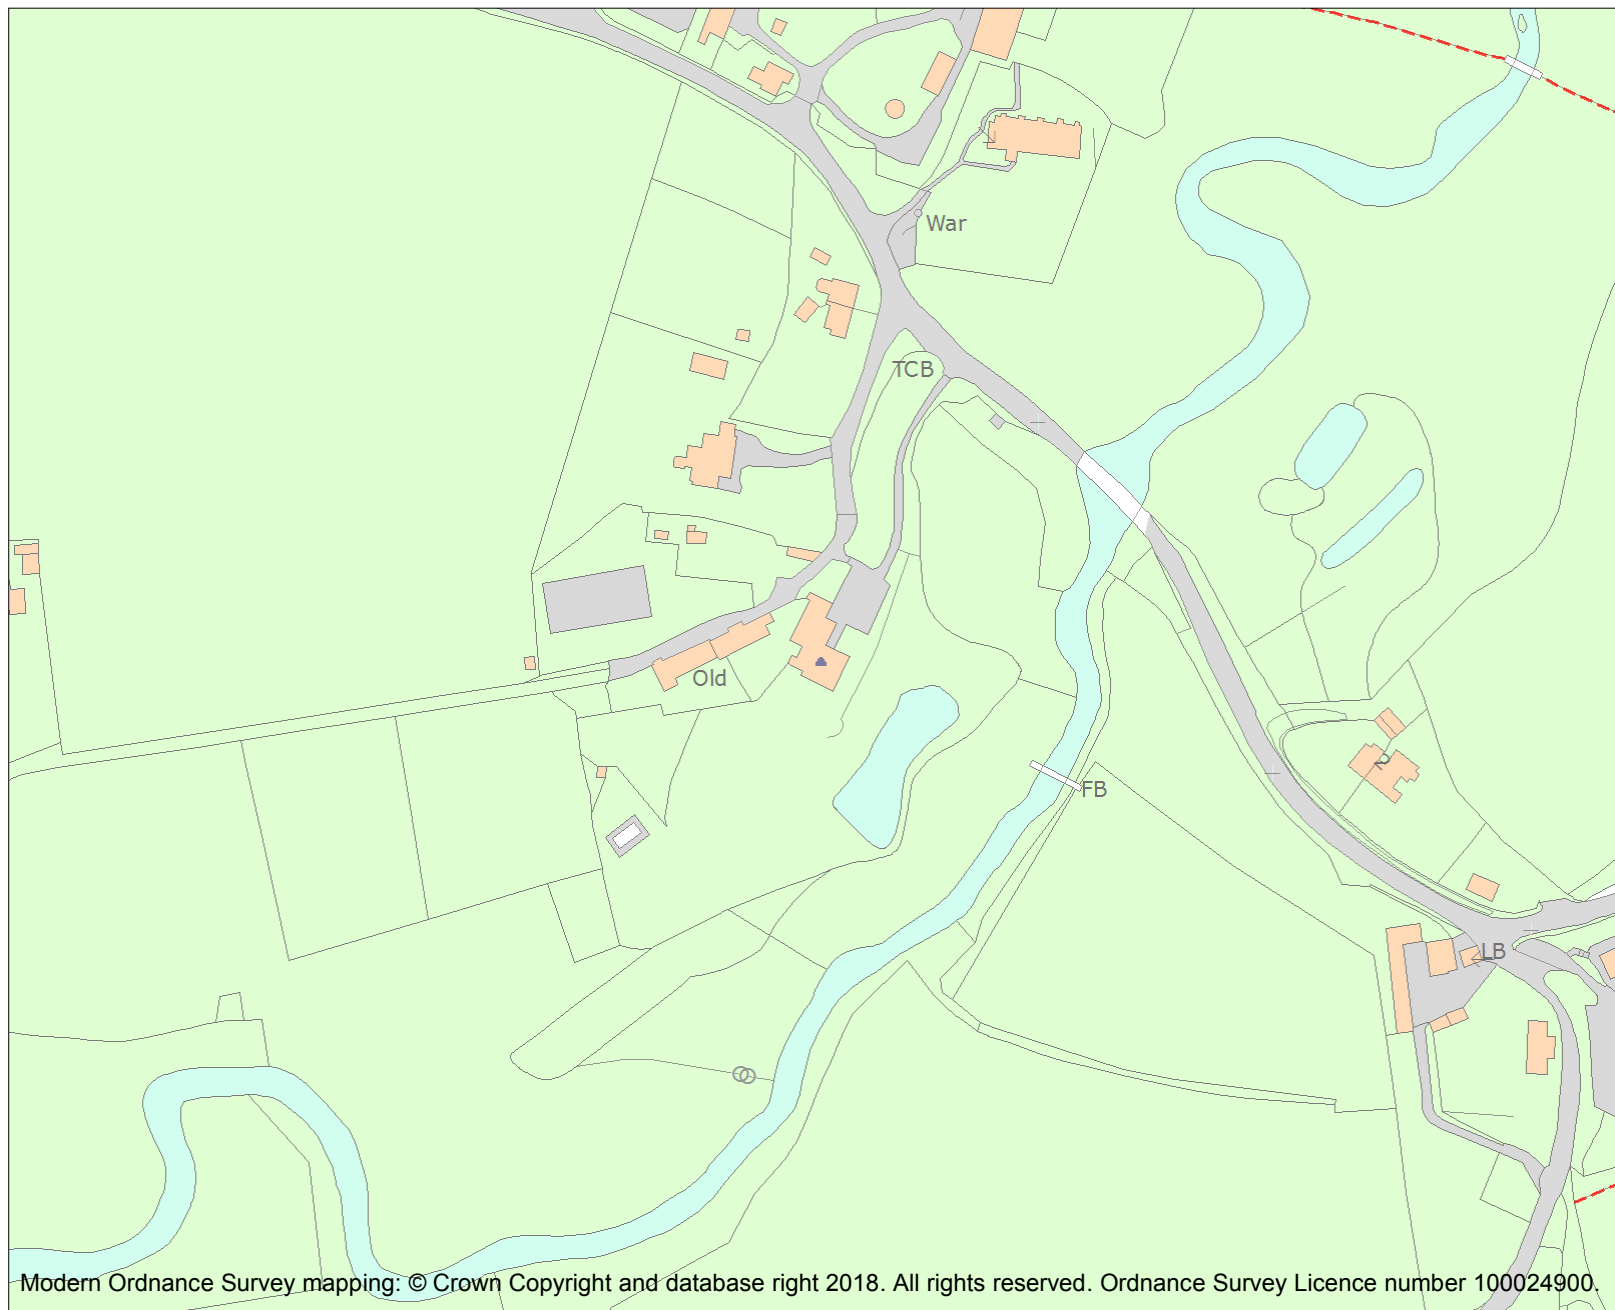 War
TCB
Old
FB
2
LB
Modern Ordnance Survey mapping: © Crown Copyright and database right 2018. All rights reserved. Ordnance Survey Licence number 100024900.